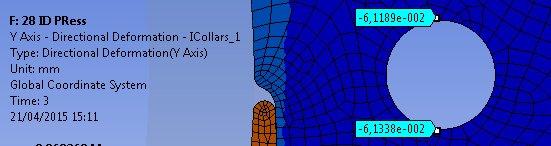 F: 28 ID PRess
Y Axis - Directional Deformation - ICollars_1
Type: Directional Deformation(Y Axis)
Unit: mm
Global Coordinate System
Time: 3
21/04/2015 15:11
-6,1189e-002
-6,1338e-002